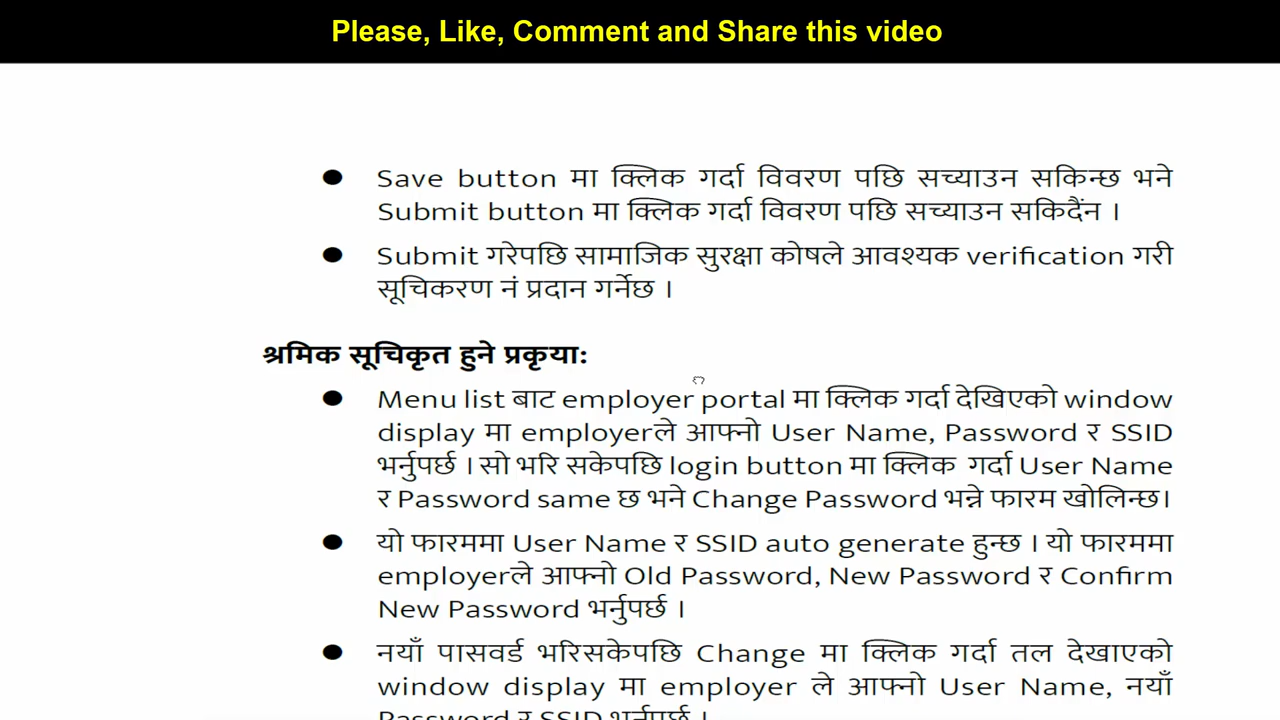 Please, Like, Comment and Share this video
● Save button मा क्लिक गर्दा विवरण पछि सच्याउन सकिन्छ भने
Submit button मा क्लिक गर्दा विवरण पछि सच्याउन सकिदैंन ।
● Submit गरेपछि सामाजिक सुरक्षा कोषले आवश्यक verification गरी
सूचिकरण नं प्रदान गर्नेछ ।
श्रमिक सूचिकृत हुने प्रकृया:
● Menu list बाट employer portal मा क्लिक गर्दा देखिएको window
display मा employerले आफ्नो User Name, Password र SSID
भर्नुपर्छ । सो भरि सकेपछि login button मा क्लिक गर्दा User Name
र Password same छ भने Change Password भन्ने फारम खोलिन्छ।
● यो फारममा User Name र SSID auto generate हुन्छ । यो फारममा
employerले आफ्नो Old Password, New Password र Confirm
New Password भर्नुपर्छ ।
● नयाँ पासवर्ड भरिसकेपछि Change मा क्लिक गर्दा तल देखाएको
window display मा employer ले आफ्नो User Name, नयाँ
Password र SSID भर्नुपर्छ ।